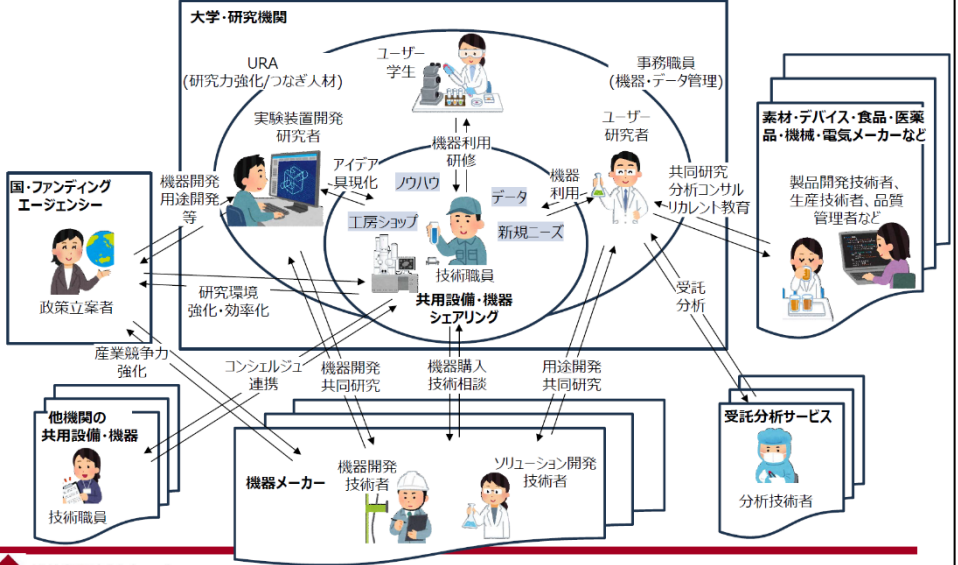 大学・研究機関
URA
(研究力強化/つなぎ人材)
ユーザー
学生
事務職員
(機器・データ管理)
実験装置開発
研究者
ユーザー
研究者
機器利用
研修
アイデア
具現化
ノウハウ
データ
機器
利用
工房ショップ
新規ニーズ
技術職員
共用設備・機器
シェアリング
国・ファンディング
エージェンシー
政策立案者
機器開発
用途開発
等
研究環境
強化・効率化
共同研究
分析コンサル
リカレント教育
素材・デバイス・食品・医薬
品・機械・電気メーカーなど
製品開発技術者、
生産技術者、品質
管理者など
受託
分析
産業競争力
強化
コンシェルジュ
連携
機器開発
共同研究
機器購入
技術相談
用途開発
共同研究
他機関の
共用設備・機器
技術職員
機器メーカー
機器開発
技術者
ソリューション開発
技術者
受託分析サービス
分析技術者